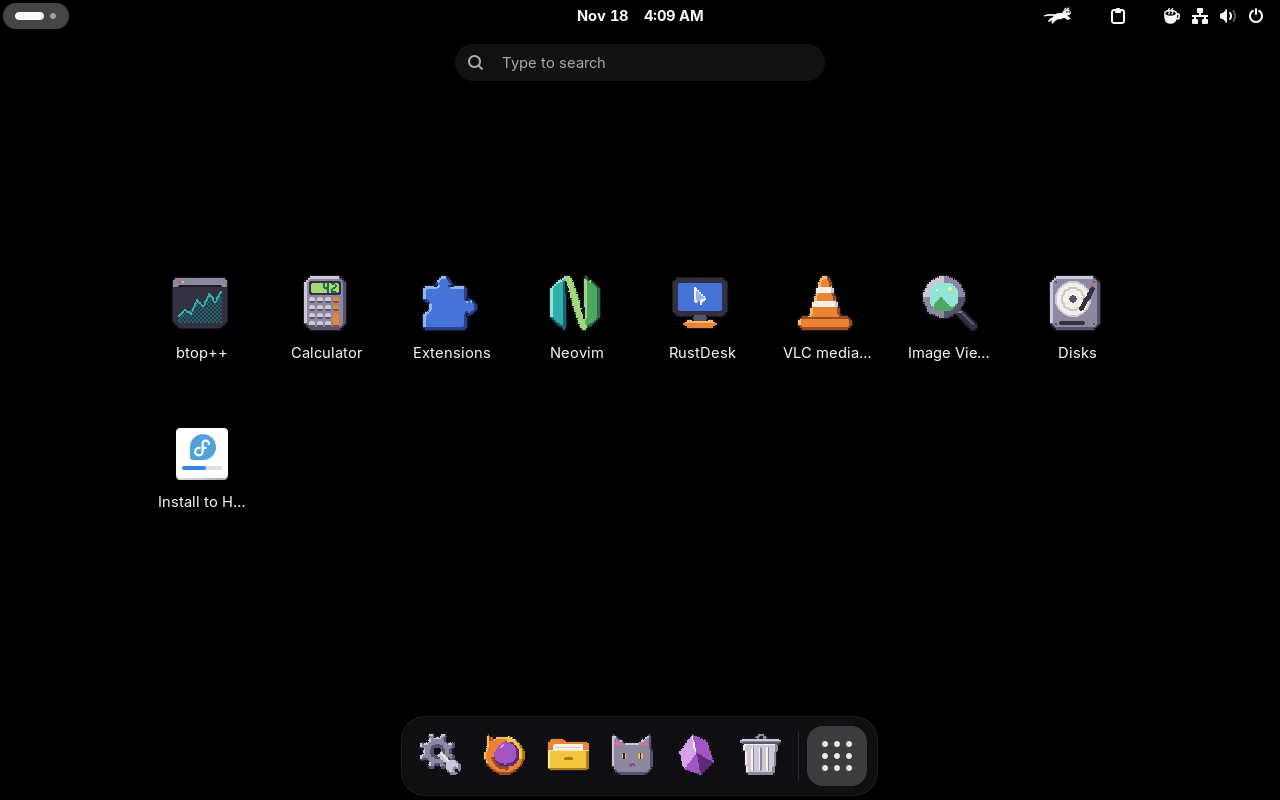 Nov 18 4:09 AM
Type to search
btop++
Calculator
Extensions
Neovim
RustDesk
VLC media...
Image Vie...
Disks
Install to H...